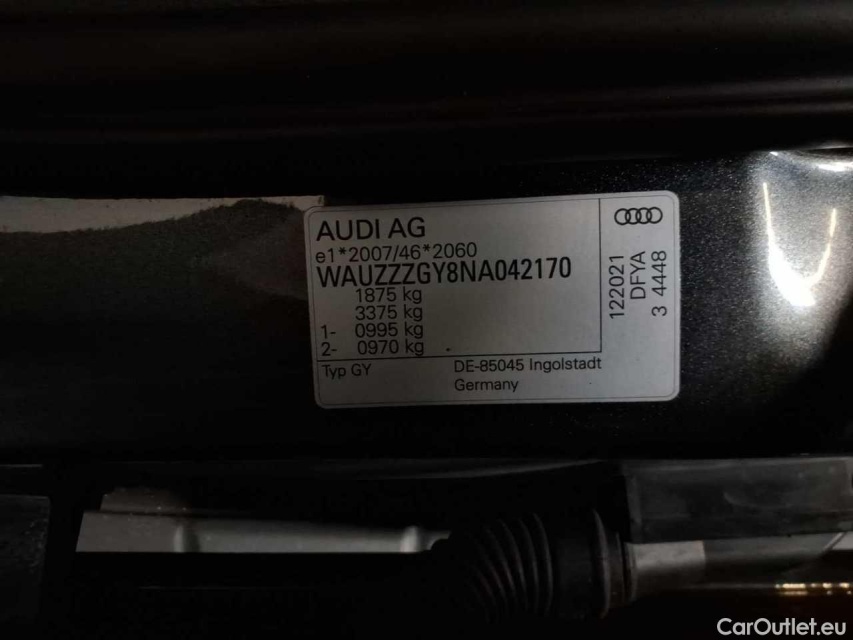 AUDI AG
e1*2007/46*2060
WAUZZZGY8NA042170
1875 kg
3375 kg
1- 0995 kg
2- 0970 kg
Typ GY
DE-85045 Ingolstadt
Germany
122021
DFYA
3 4448
CarOutlet.eu